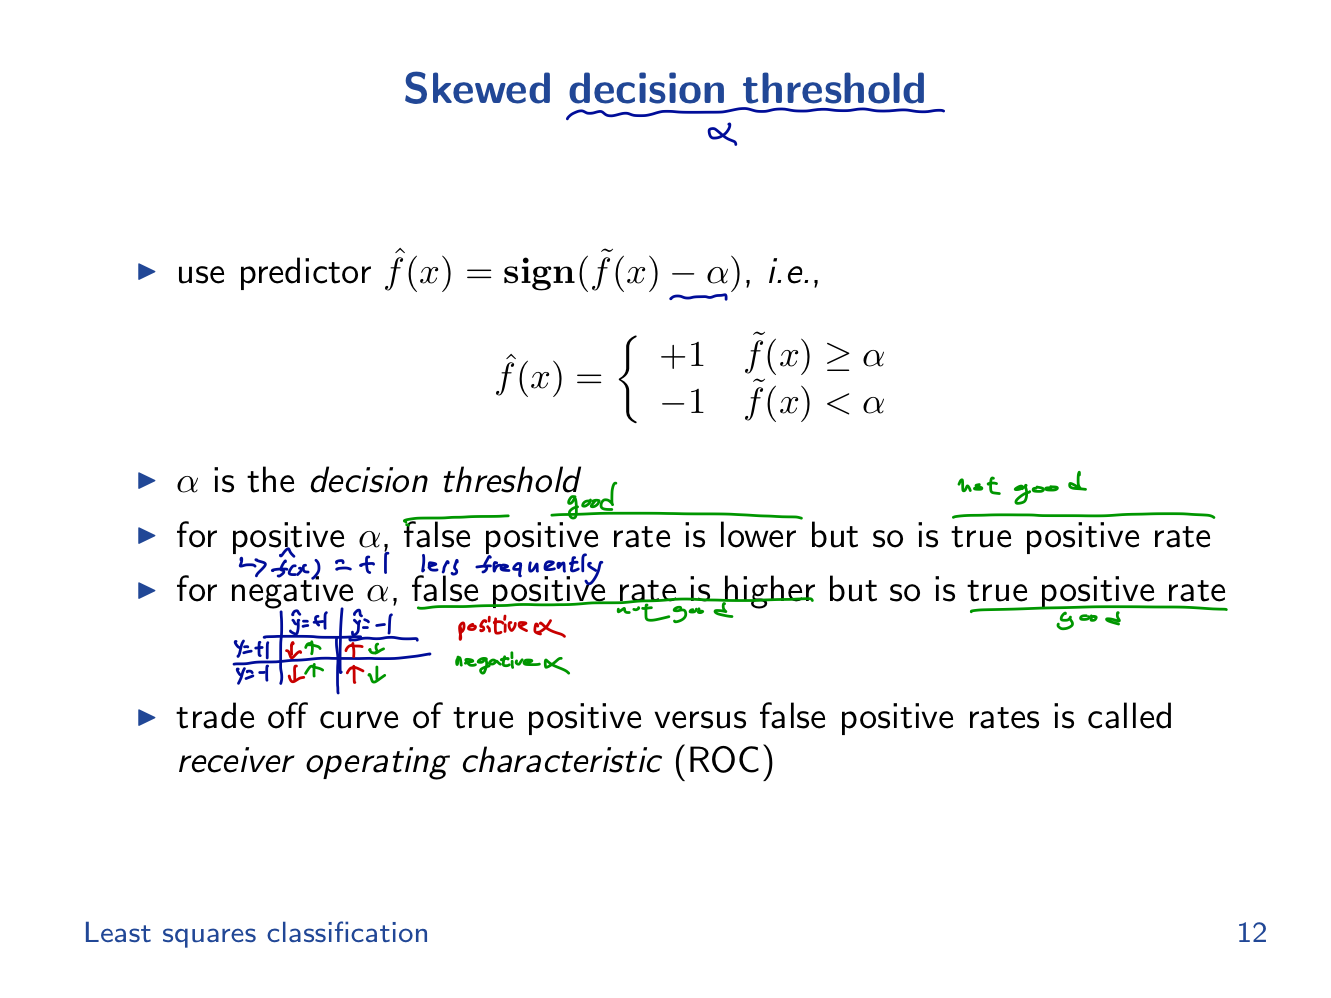 Skewed decision threshold
α
▶ use predictor f̂(x) = sign(f̃(x) − α), i.e.,
f̂(x) = { +1 f̃(x) ≥ α
−1 f̃(x) < α
▶ α is the decision threshold
good not good
▶ for positive α, false positive rate is lower but so is true positive rate
↳ f̂(x) = +1 less frequently
▶ for negative α, false positive rate is higher but so is true positive rate
not good good
ŷ=+1 ŷ=-1 positive α
y=+1 ↓ ↑ ↑ ↓ negative α
y=-1 ↓ ↑ ↑ ↓
▶ trade off curve of true positive versus false positive rates is called
receiver operating characteristic (ROC)
Least squares classification 12